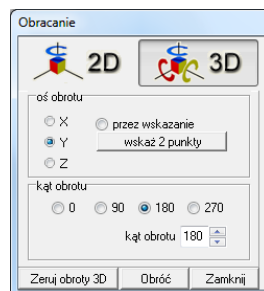 Obracanie
2D 3D
oś obrotu
X
przez wskazanie
Y
wskaż 2 punkty
Z
kąt obrotu
0 90 180 270
kąt obrotu 180
Zeruj obroty 3D Obróć Zamknij